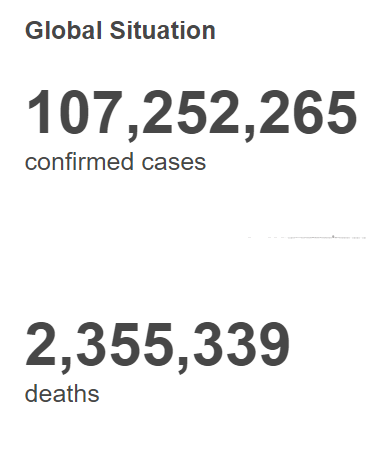 Global Situation
107,252,265
confirmed cases
2,355,339
deaths